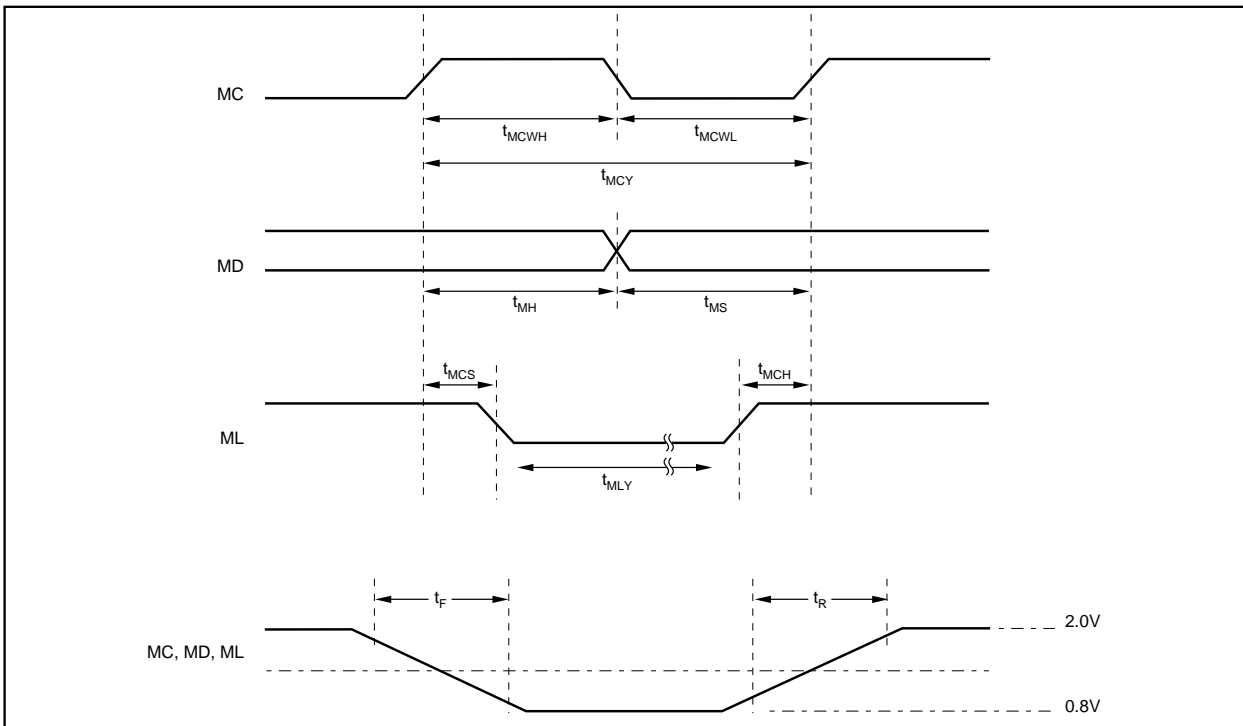 MC
tMCWH
tMCWL
tMCY
MD
tMH
tMS
tMCS
tMCH
ML
tMLY
tF
tR
2.0V
MC, MD, ML
0.8V